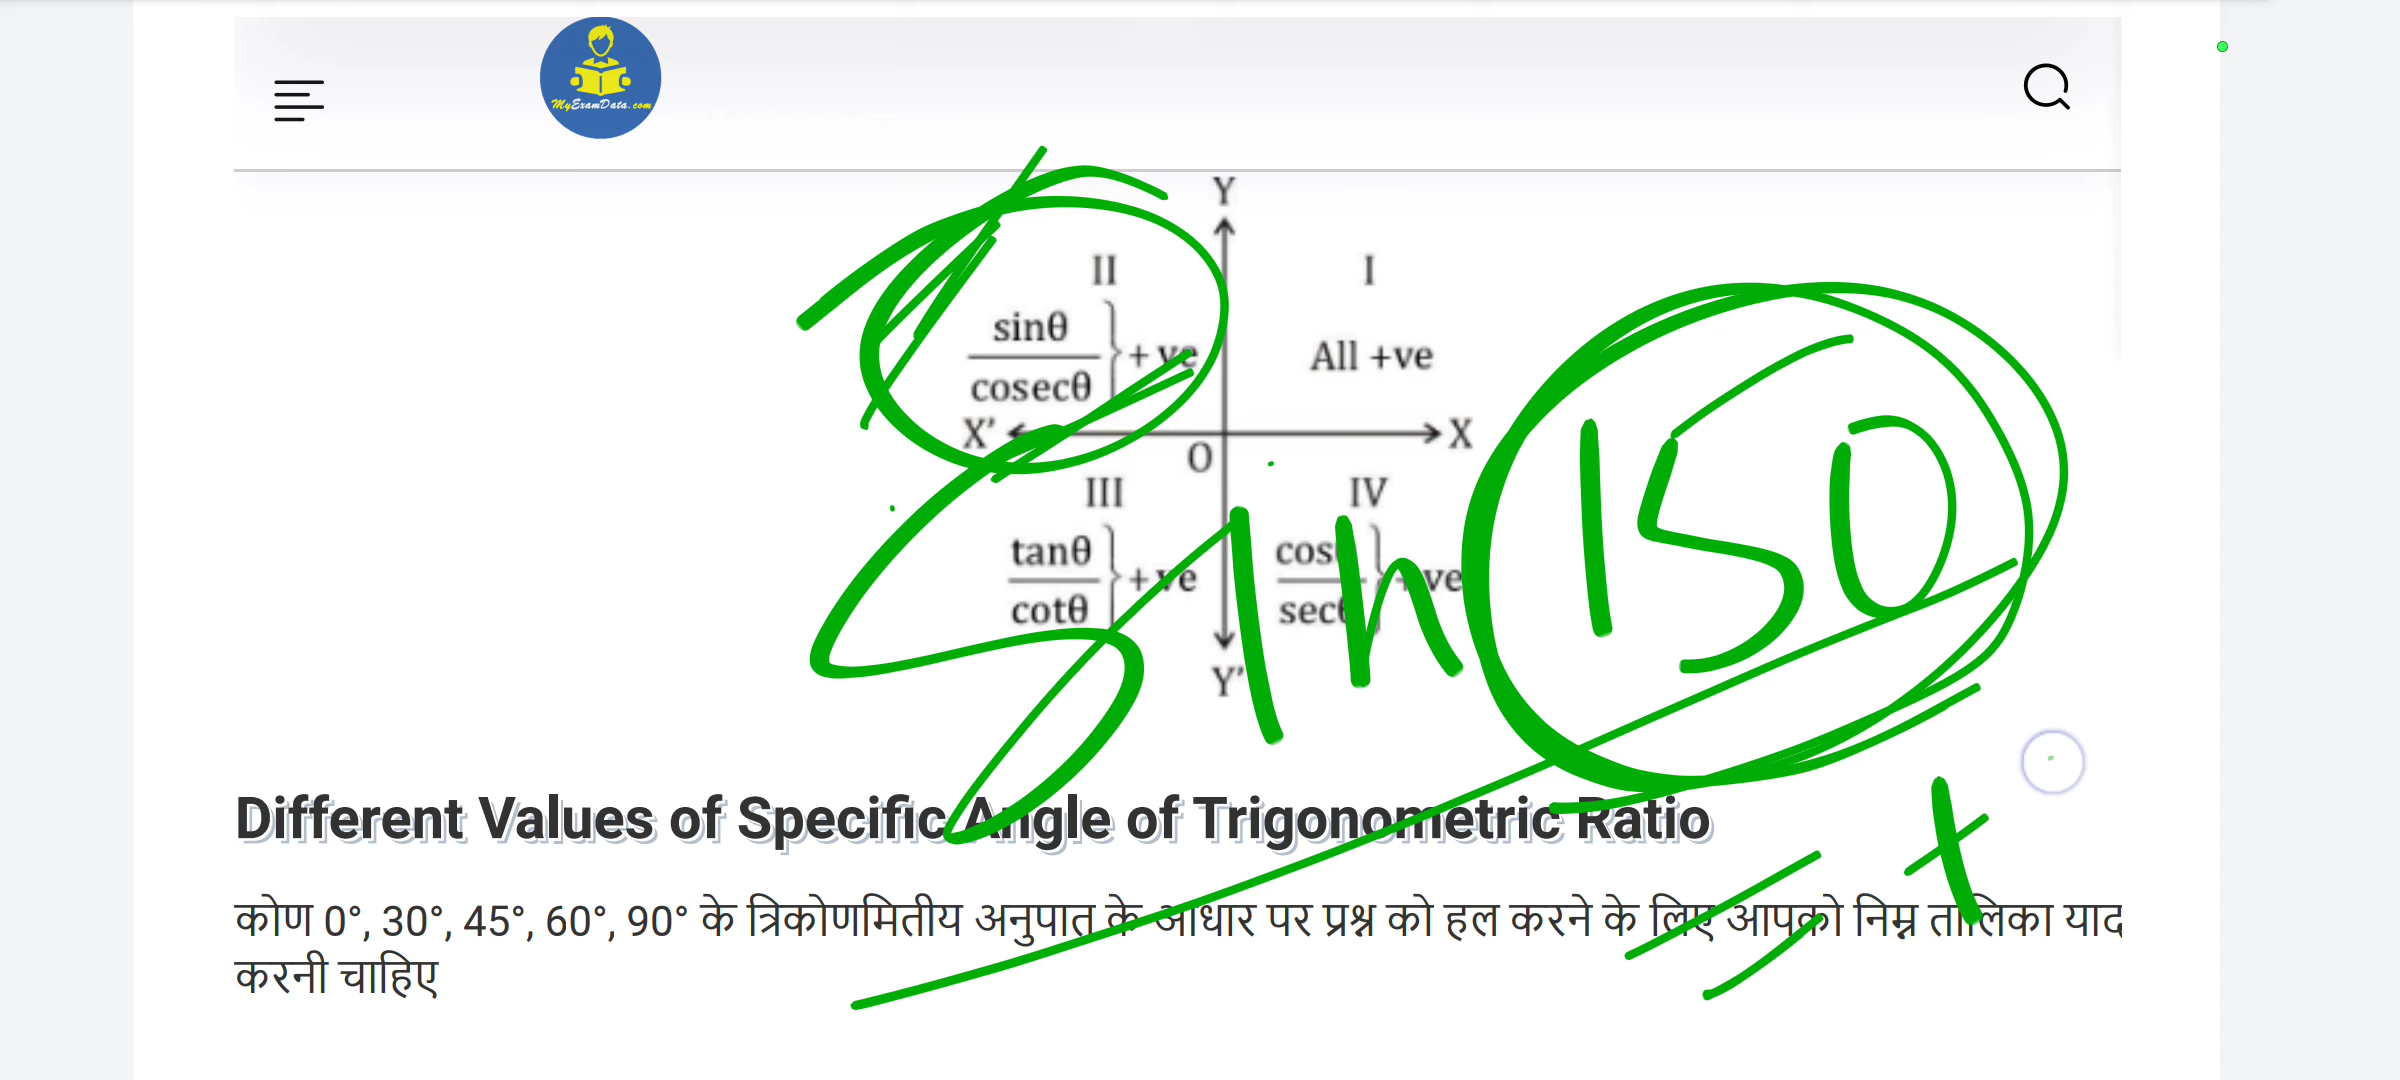 MyExamData.com
Y
II I
sinθ
cosecθ
+ ve
All +ve
X' X
O
III IV
tanθ
cotθ
+ ve
cos
sec
ve
Y'
sin 150
= +
Different Values of Specific Angle of Trigonometric Ratio
कोण 0°, 30°, 45°, 60°, 90° के त्रिकोणमितीय अनुपात के आधार पर प्रश्न को हल करने के लिए आपको निम्न तालिका याद
करनी चाहिए